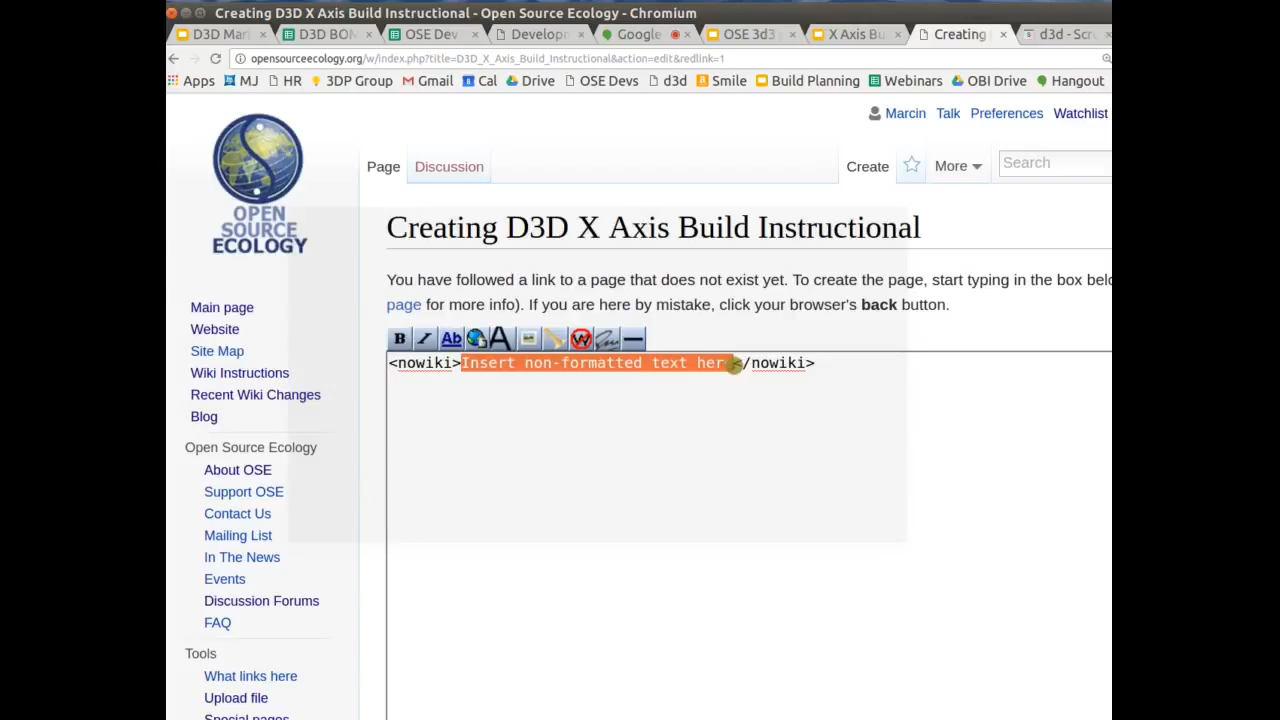 Creating D3D X Axis Build Instructional - Open Source Ecology - Chromium
D3D Mar
D3D BOM
OSE Dev
Develop
Google
OSE 3d3
X Axis Bu
Creating
d3d - Scr
opensourceecology.org/w/index.php?title=D3D_X_Axis_Build_Instructional&action=edit&redlink=1
Apps MJ HR 3DP Group Gmail Cal Drive OSE Devs d3d Smile Build Planning Webinars OBI Drive Hangout
Marcin Talk Preferences Watchlist
Page Discussion Create More Search
OPEN
SOURCE
ECOLOGY
Creating D3D X Axis Build Instructional
You have followed a link to a page that does not exist yet. To create the page, start typing in the box belo
page for more info). If you are here by mistake, click your browser's back button.
B I Ab A W
<nowiki>Insert non-formatted text here</nowiki>
Main page
Website
Site Map
Wiki Instructions
Recent Wiki Changes
Blog
Open Source Ecology
About OSE
Support OSE
Contact Us
Mailing List
In The News
Events
Discussion Forums
FAQ
Tools
What links here
Upload file
Special pages